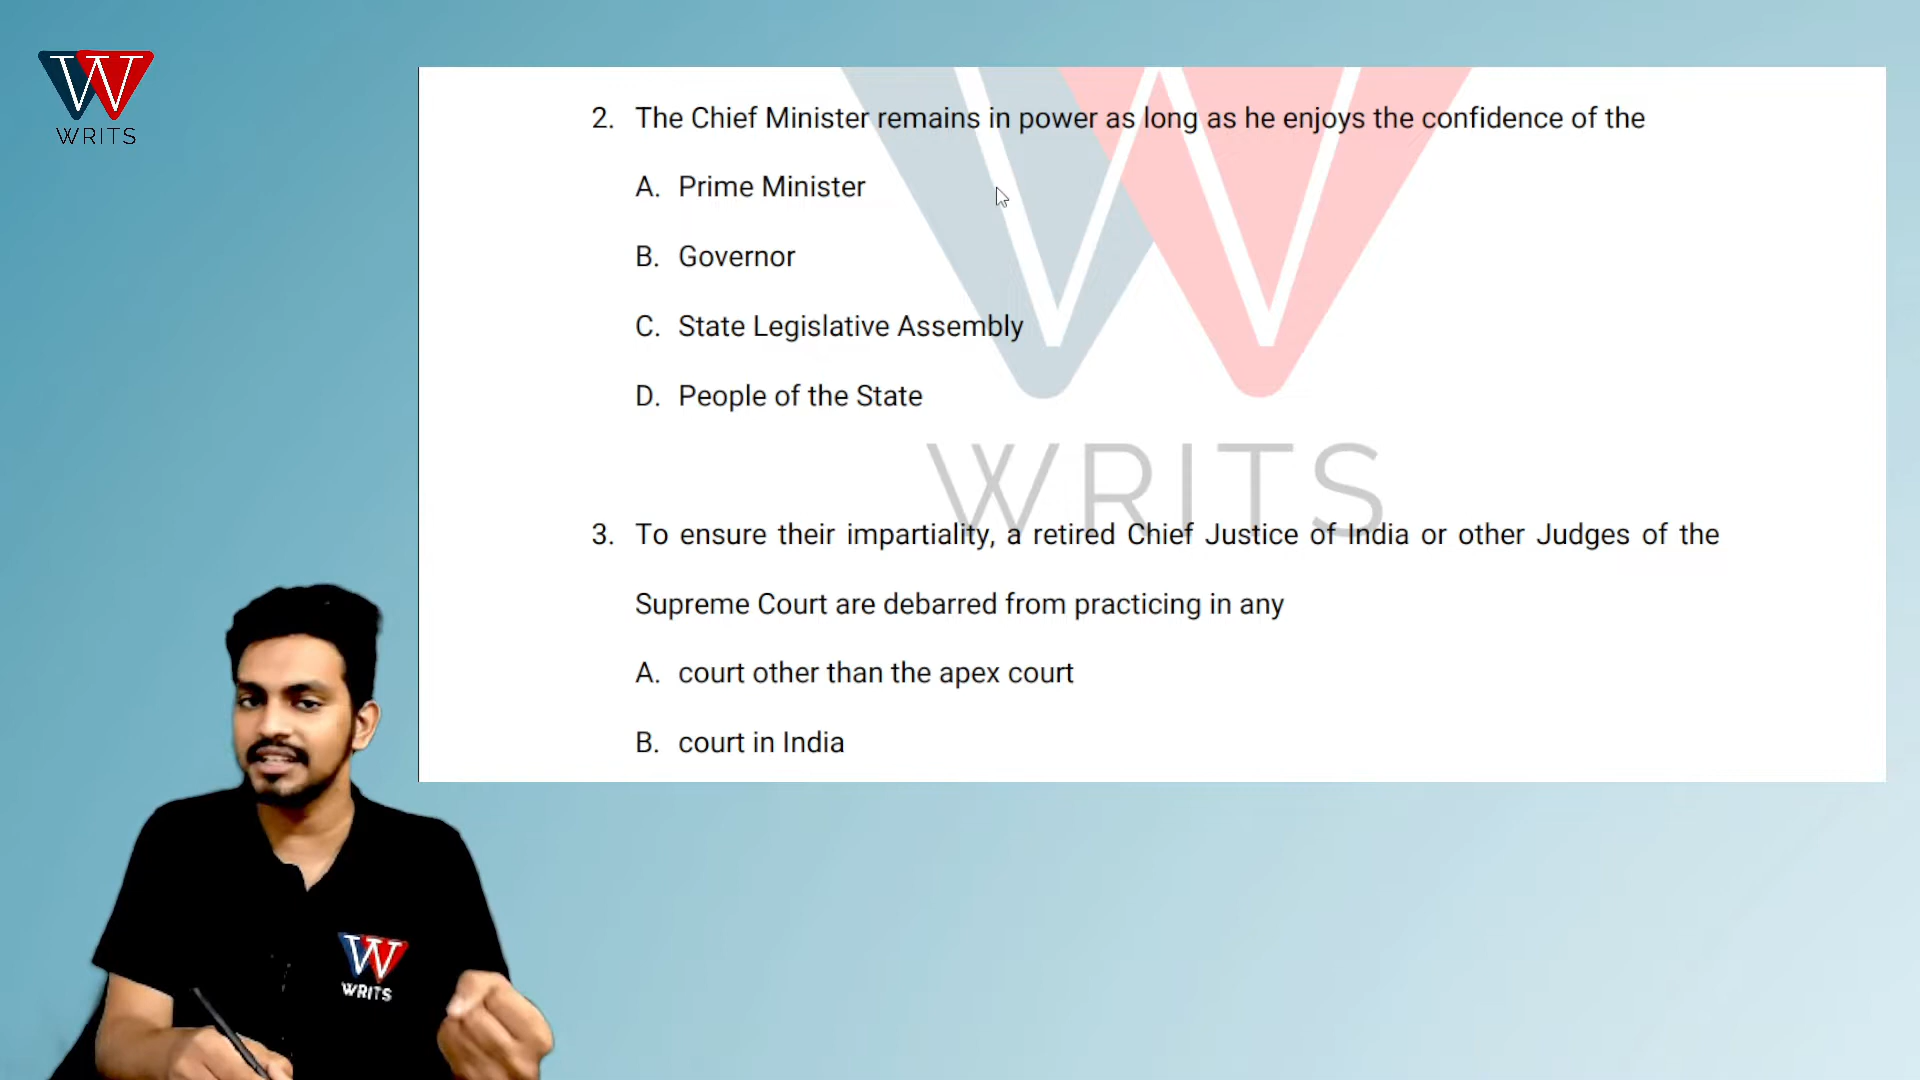 W
WRITS
2. The Chief Minister remains in power as long as he enjoys the confidence of the
A. Prime Minister
B. Governor
C. State Legislative Assembly
D. People of the State
WRITS
3. To ensure their impartiality, a retired Chief Justice of India or other Judges of the
Supreme Court are debarred from practicing in any
A. court other than the apex court
B. court in India
W
WRITS